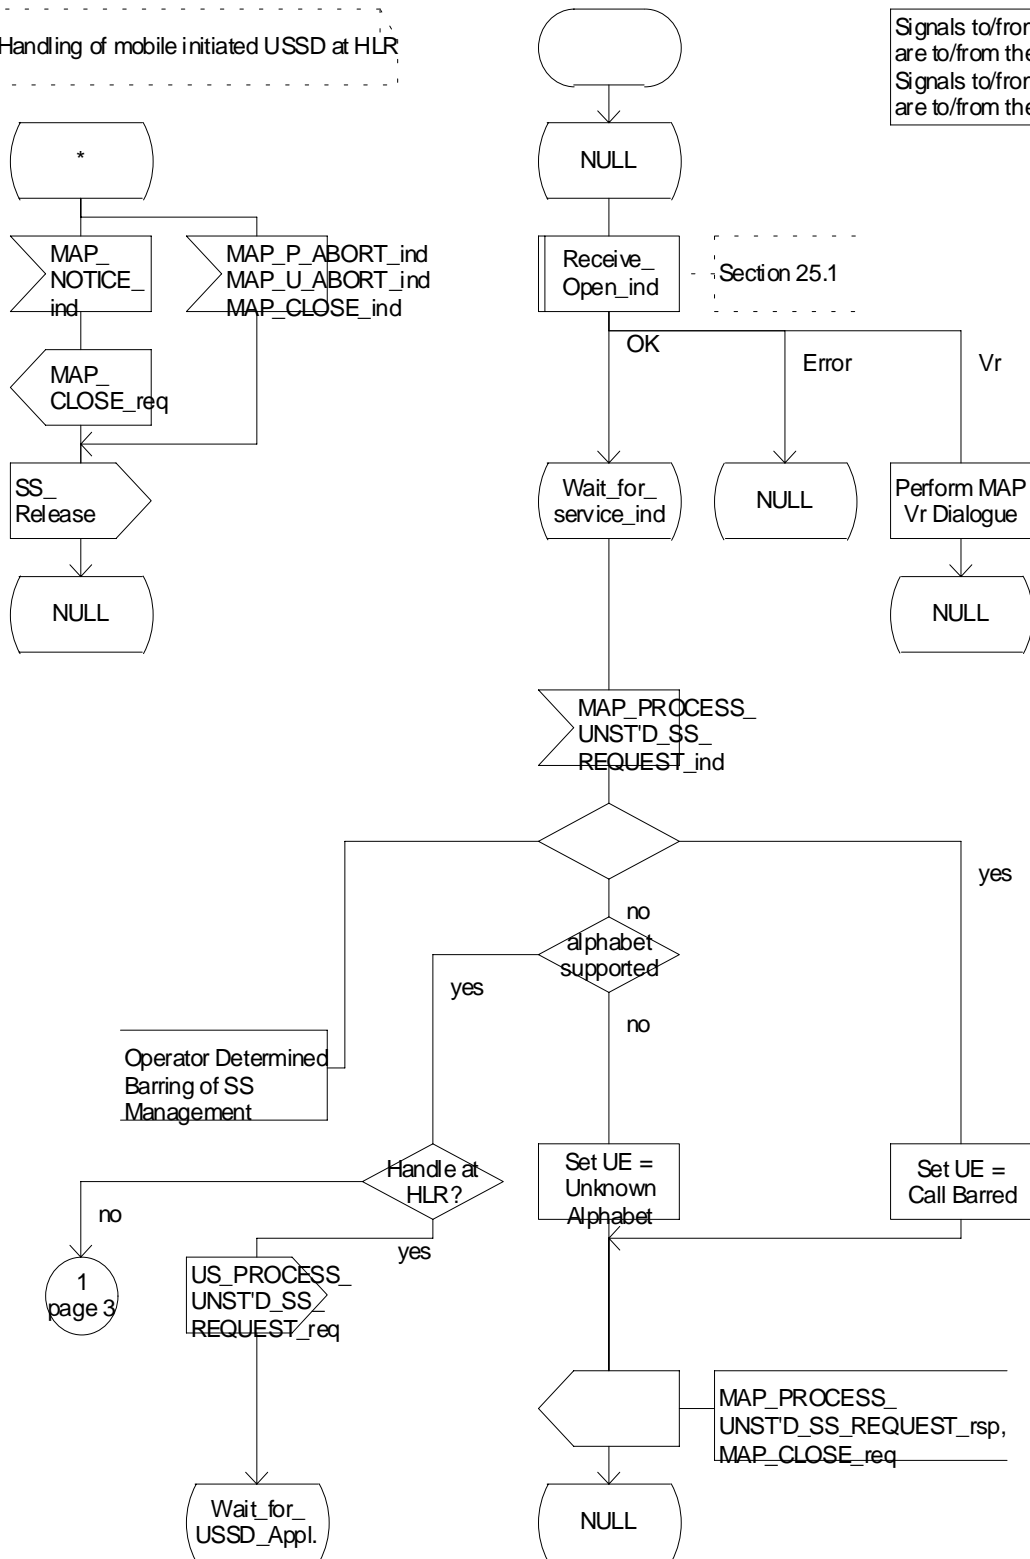 Handling of mobile initiated USSD at HLR
Signals to/from
are to/from the
Signals to/from
are to/from the
*
NULL
MAP_
NOTICE_
ind
MAP_P_ABORT_ind
MAP_U_ABORT_ind
MAP_CLOSE_ind
Receive_
Open_ind
Section 25.1
OK
Error
Vr
MAP_
CLOSE_req
SS_
Release
Wait_for_
service_ind
NULL
Perform MAP
Vr Dialogue
NULL
NULL
MAP_PROCESS_
UNST'D_SS_
REQUEST_ind
yes
no
alphabet
supported
yes
no
Operator Determined
Barring of SS
Management
Handle at
HLR?
Set UE =
Unknown
Alphabet
Set UE =
Call Barred
no
yes
1
page 3
US_PROCESS_
UNST'D_SS_
REQUEST_req
MAP_PROCESS_
UNST'D_SS_REQUEST_rsp,
MAP_CLOSE_req
Wait_for_
USSD_Appl.
NULL